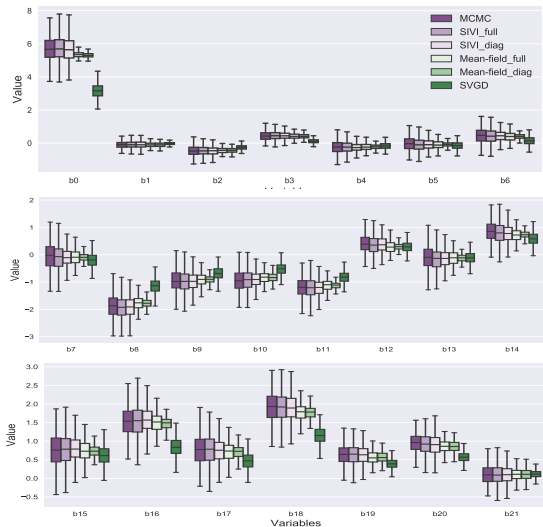 8
6
4
2
0
Value
MCMC
SIVI_full
SIVI_diag
Mean-field_full
Mean-field_diag
SVGD
b0 b1 b2 b3 b4 b5 b6
2
1
0
−1
−2
−3
Value
b7 b8 b9 b10 b11 b12 b13 b14
3.0
2.5
2.0
1.5
1.0
0.5
0.0
−0.5
Value
b15 b16 b17 b18 b19 b20 b21
Variables